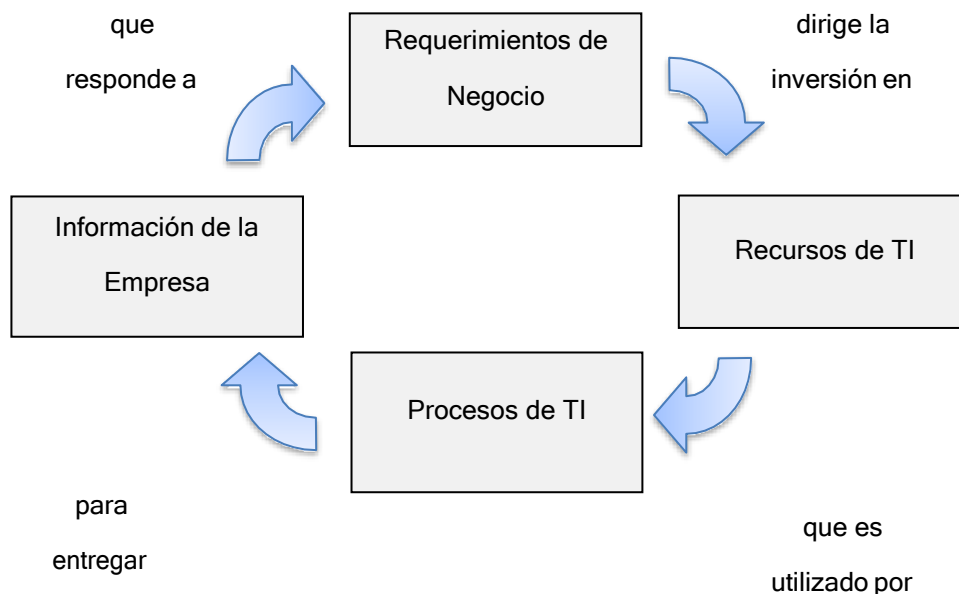 que
responde a
Requerimientos de
Negocio
dirige la
inversión en
Información de la
Empresa
Recursos de TI
Procesos de TI
para
entregar
que es
utilizado por